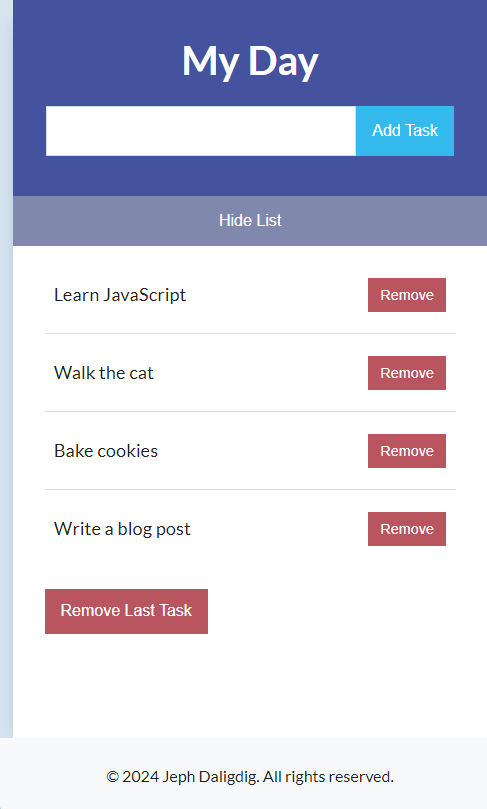 My Day
Add Task
Hide List
Learn JavaScript Remove
Walk the cat Remove
Bake cookies Remove
Write a blog post Remove
Remove Last Task
© 2024 Jeph Daligdig. All rights reserved.